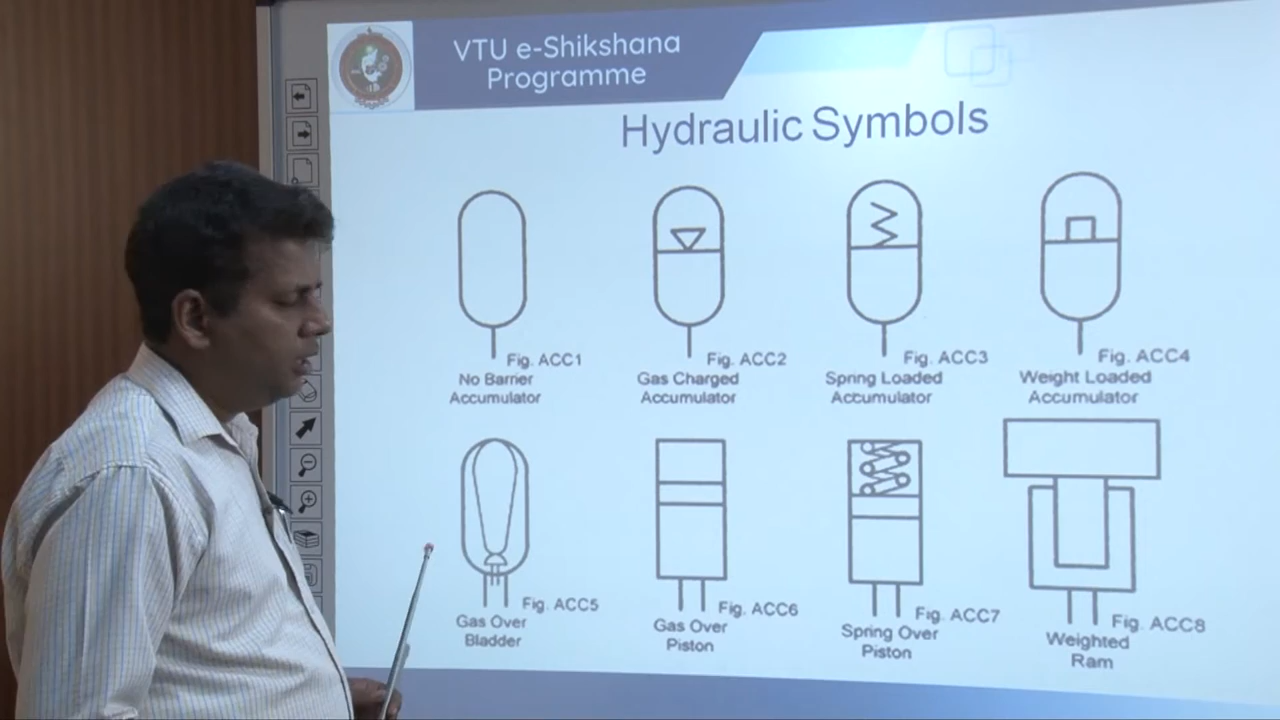 VTU e-Shikshana
Programme
Hydraulic Symbols
Fig. ACC1
No Barrier
Accumulator
Fig. ACC2
Gas Charged
Accumulator
Fig. ACC3
Spring Loaded
Accumulator
Fig. ACC4
Weight Loaded
Accumulator
Fig. ACC5
Gas Over
Bladder
Fig. ACC6
Gas Over
Piston
Fig. ACC7
Spring Over
Piston
Fig. ACC8
Weighted
Ram